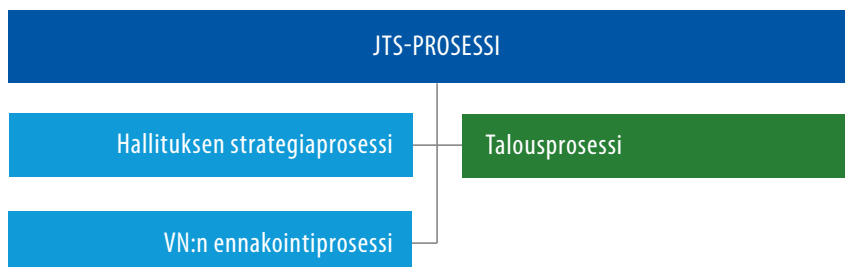 JTS-PROSESSI
Hallituksen strategiaprosessi
Talousprosessi
VN:n ennakointiprosessi